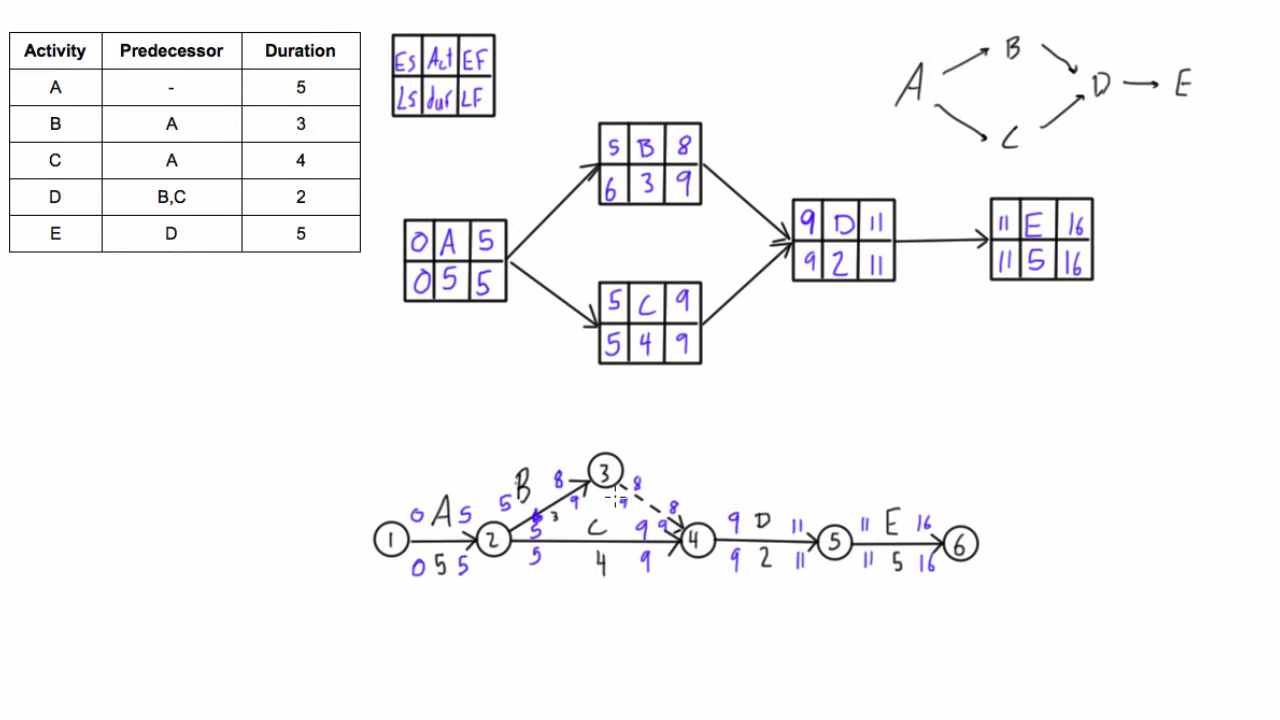 Activity Predecessor Duration
A - 5
B A 3
C A 4
D B,C 2
E D 5
Es Act EF
Ls dur LF
A B C D E
5 B 8
6 3 9
0 A 5
0 5 5
5 C 9
5 4 9
9 D 11
9 2 11
11 E 16
11 5 16
1
0 A 5
0 5 5
2
5 B 8
3 9
3
8 8
9 9
5 C 9
5 4 9
4
9 D 11
9 2 11
5
11 E 16
11 5 16
6